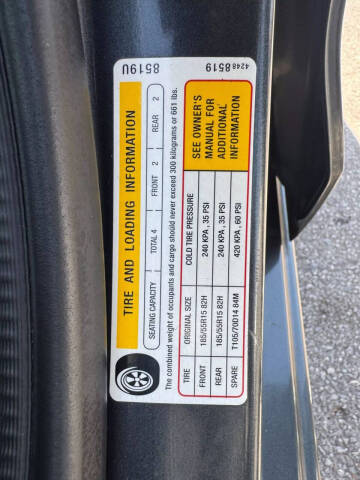 8519U
4248 8519
TIRE AND LOADING INFORMATION
SEATING CAPACITY TOTAL 4 FRONT 2 REAR 2
The combined weight of occupants and cargo should never exceed 300 kilograms or 661 lbs.
TIRE ORIGINAL SIZE COLD TIRE PRESSURE
FRONT 185/55R15 82H 240 KPA, 35 PSI
REAR 185/55R15 82H 240 KPA, 35 PSI
SPARE T105/70D14 84M 420 KPA, 60 PSI
SEE OWNER'S
MANUAL FOR
ADDITIONAL
INFORMATION